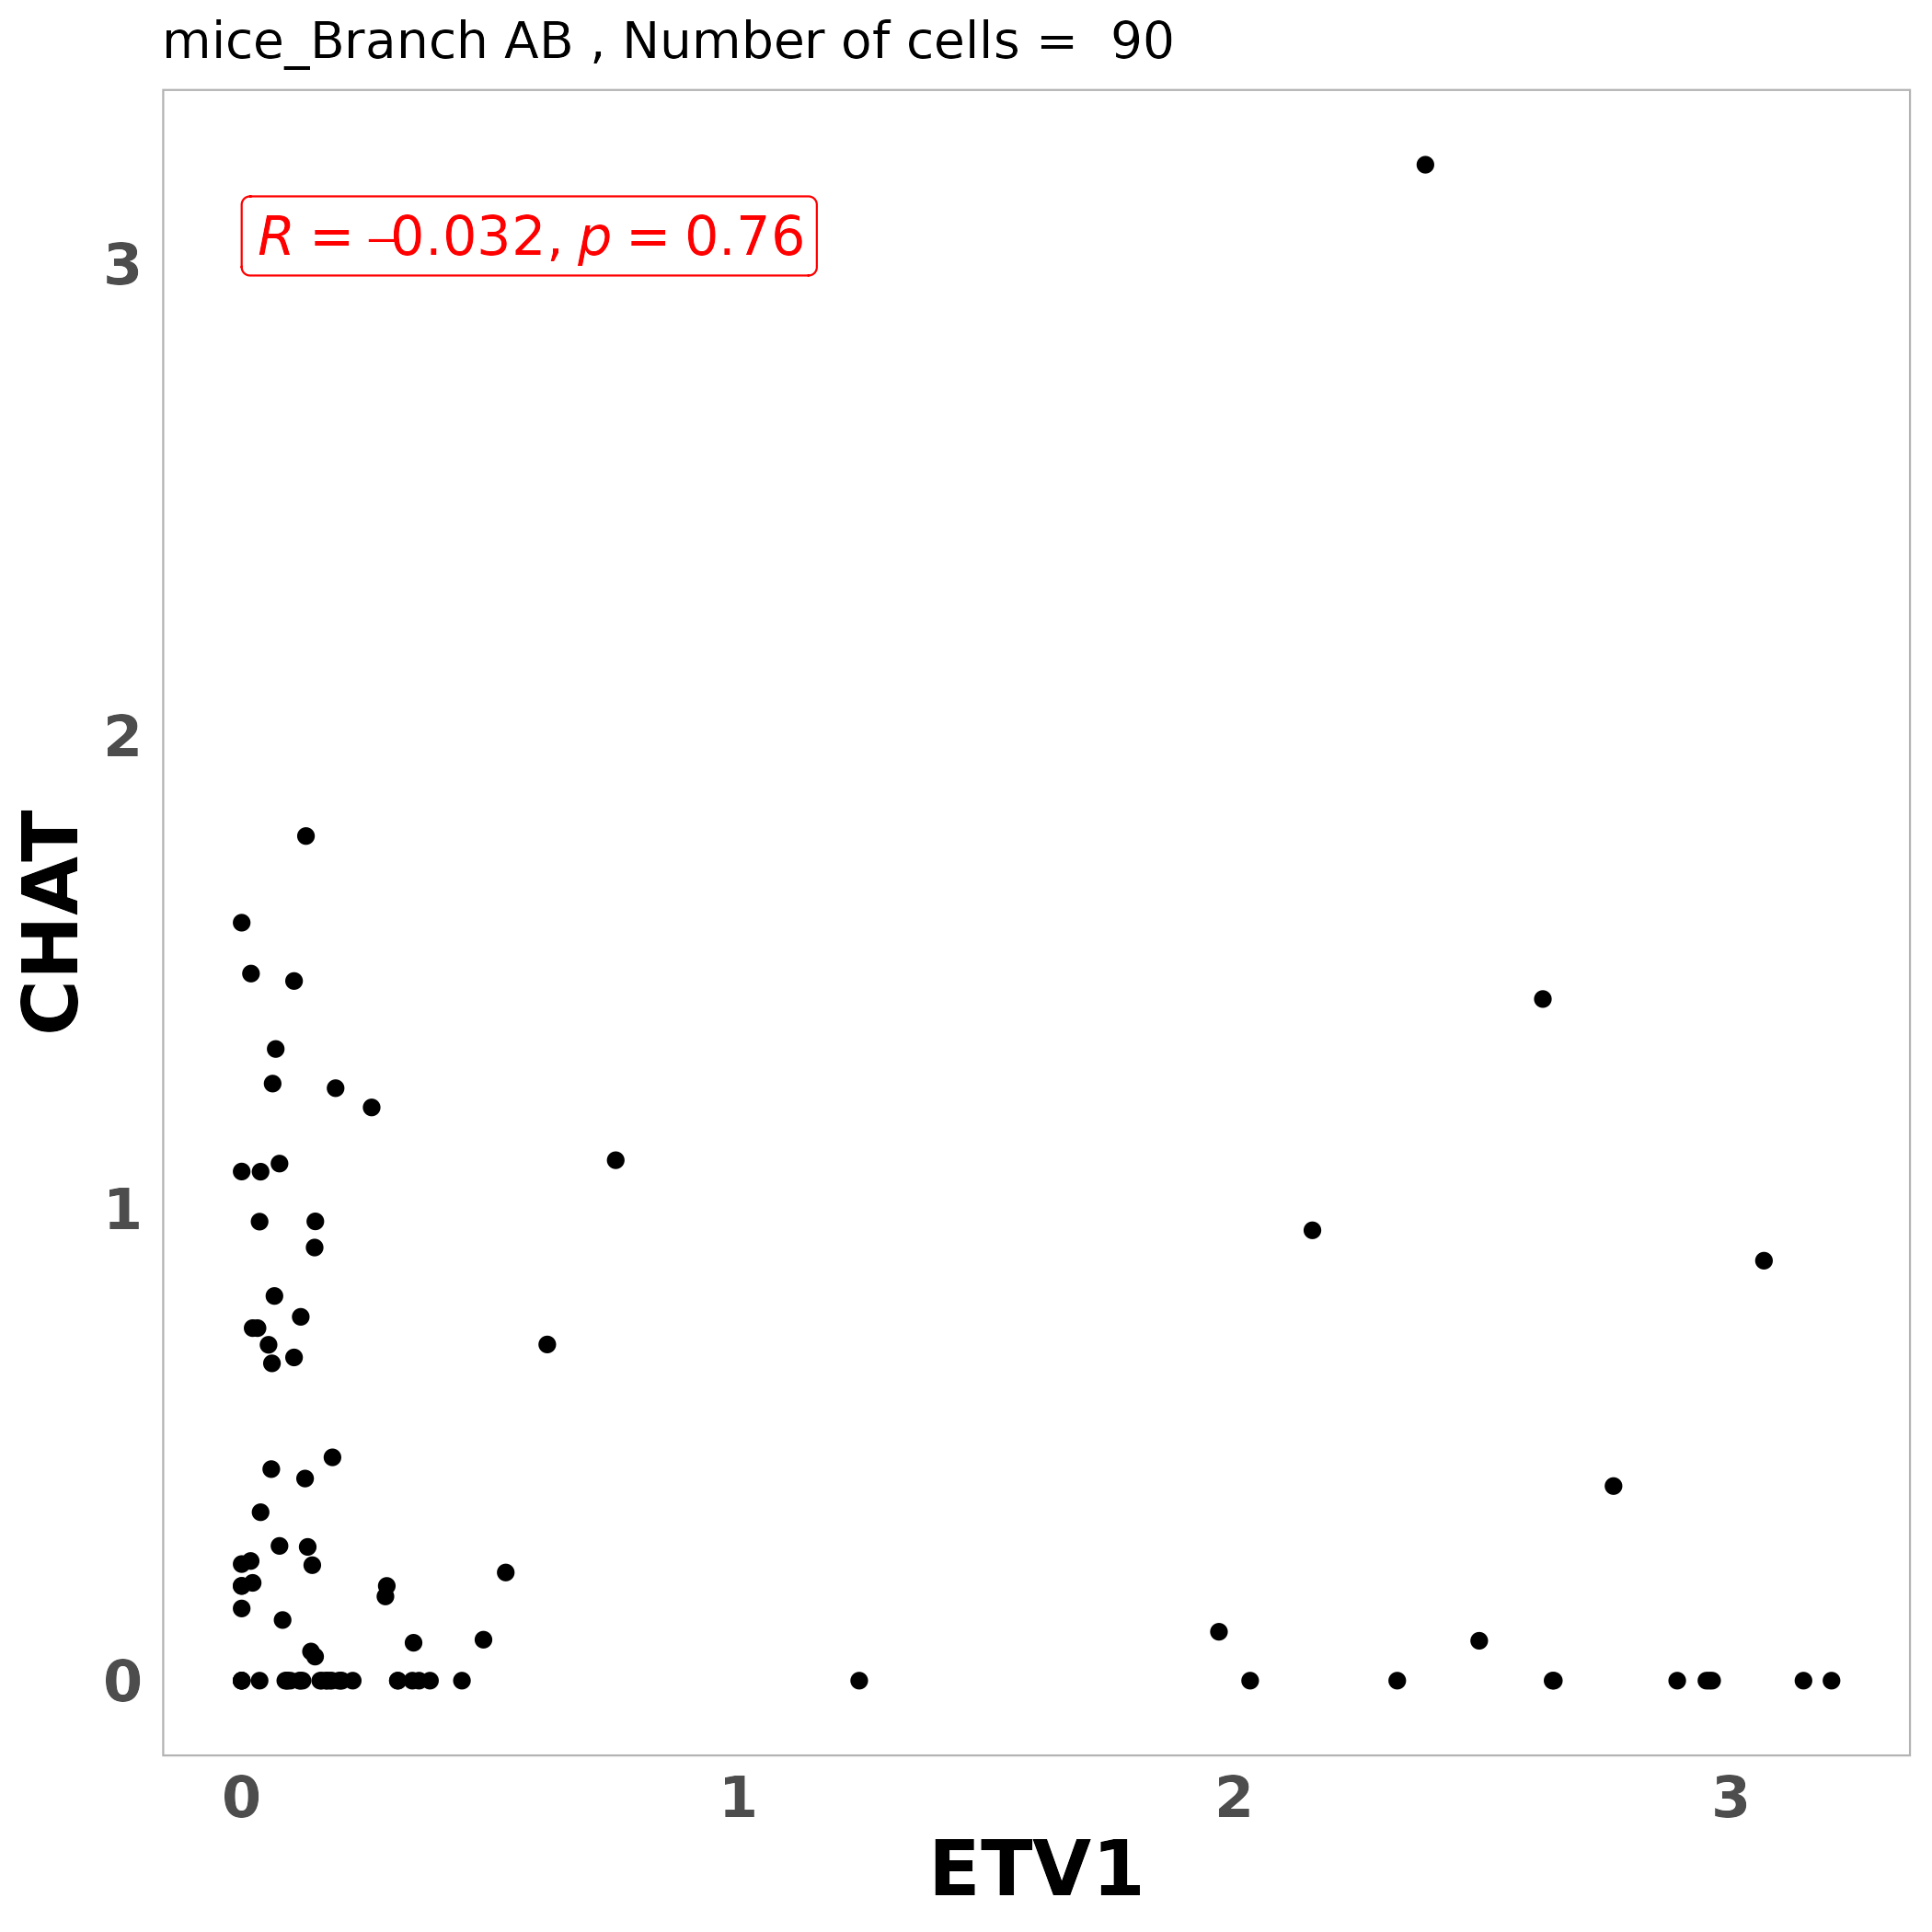 mice_Branch AB , Number of cells =  90
R = –0.032, p = 0.76
3
2
1
0
CHAT
0 1 2 3
ETV1